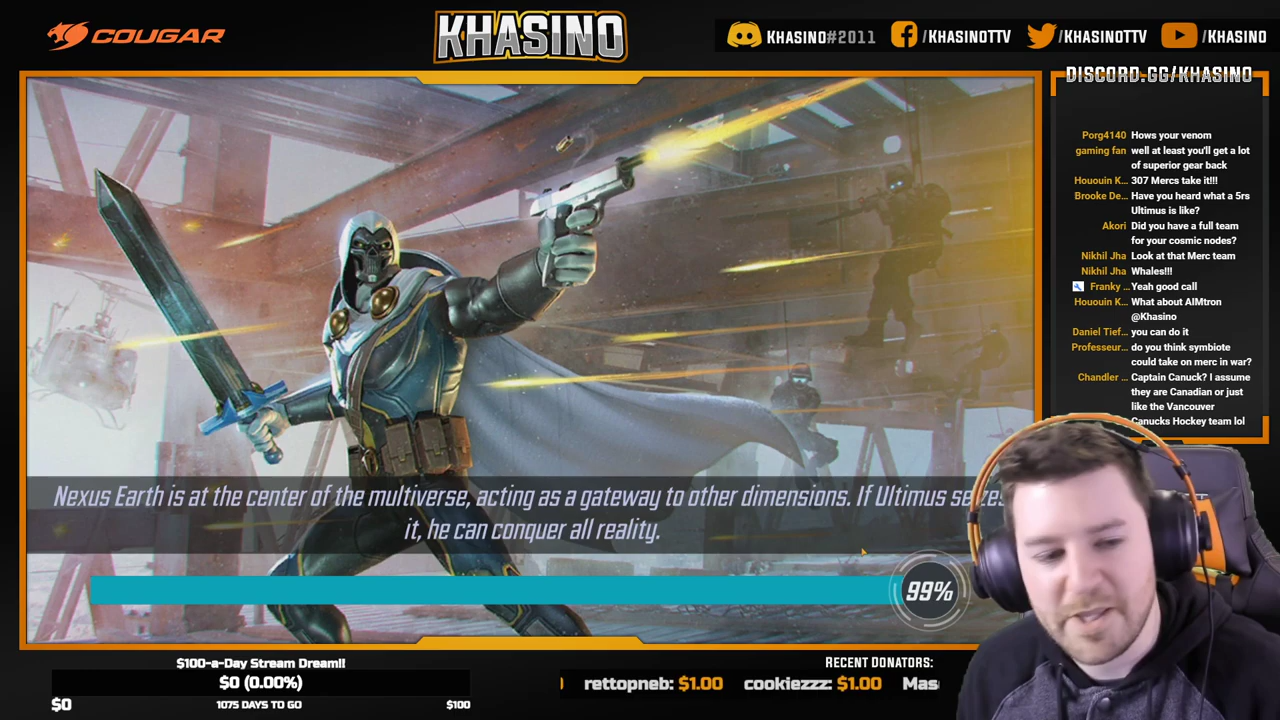 COUGAR
KHASINO
KHASINO#2011
/KHASINOTTV
/KHASINOTTV
/KHASINO
DISCORD.GG/KHASINO
Porg4140 Hows your venom
gaming fan well at least you'll get a lot
of superior gear back
Hououin K... 307 Mercs take it!!!
Brooke De... Have you heard what a 5rs
Ultimus is like?
Akori Did you have a full team
for your cosmic nodes?
Nikhil Jha Look at that Merc team
Nikhil Jha Whales!!!
Franky ... Yeah good call
Hououin K... What about AIMtron
@Khasino
Daniel Tief... you can do it
Professeur... do you think symbiote
could take on merc in war?
Chandler ... Captain Canuck? I assume
they are Canadian or just
like the Vancouver
Canucks Hockey team lol
Nexus Earth is at the center of the multiverse, acting as a gateway to other dimensions. If Ultimus
it, he can conquer all reality.
99%
$100-a-Day Stream Dream!!
$0 (0.00%)
$0
1075 DAYS TO GO
$100
RECENT DONATORS:
rettopneb: $1.00 cookiezzz: $1.00 Mas